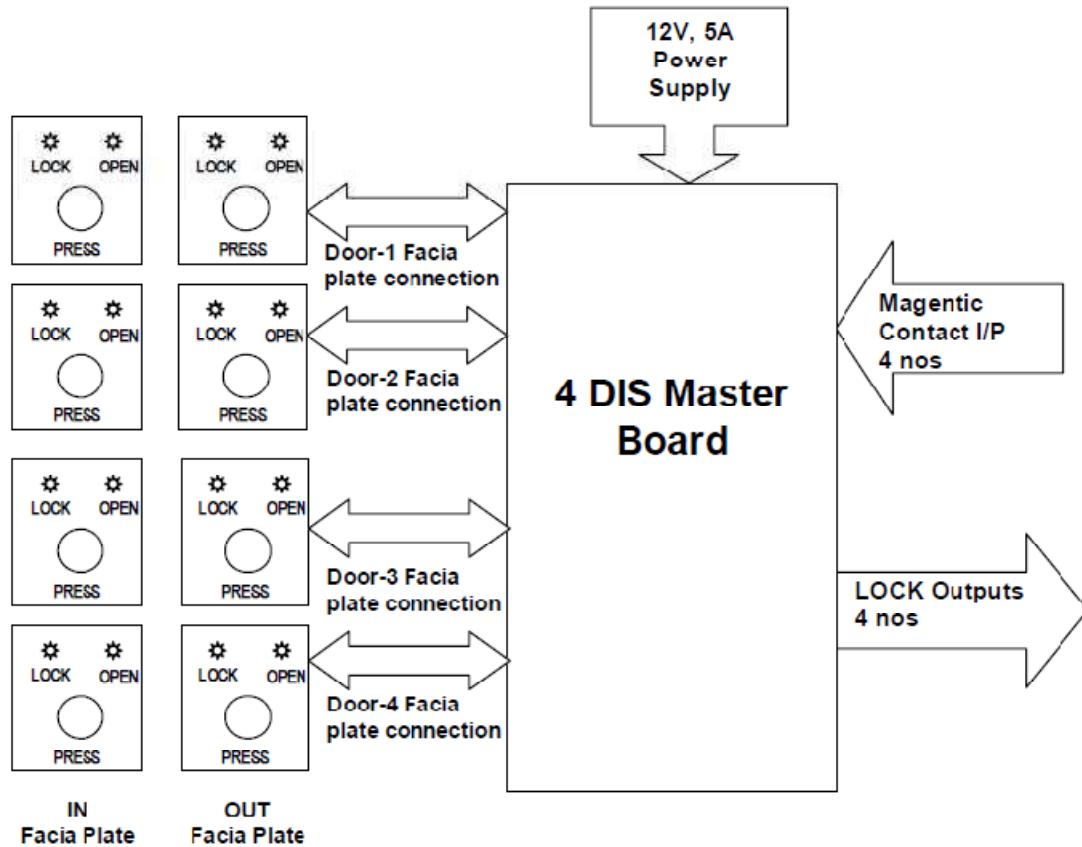 12V, 5A
Power
Supply
LOCK OPEN
PRESS
LOCK OPEN
PRESS
Door-1 Facia
plate connection
LOCK OPEN
PRESS
LOCK OPEN
PRESS
Door-2 Facia
plate connection
Magentic
Contact I/P
4 nos
4 DIS Master
Board
LOCK OPEN
PRESS
LOCK OPEN
PRESS
Door-3 Facia
plate connection
LOCK Outputs
4 nos
LOCK OPEN
PRESS
LOCK OPEN
PRESS
Door-4 Facia
plate connection
IN
Facia Plate
OUT
Facia Plate